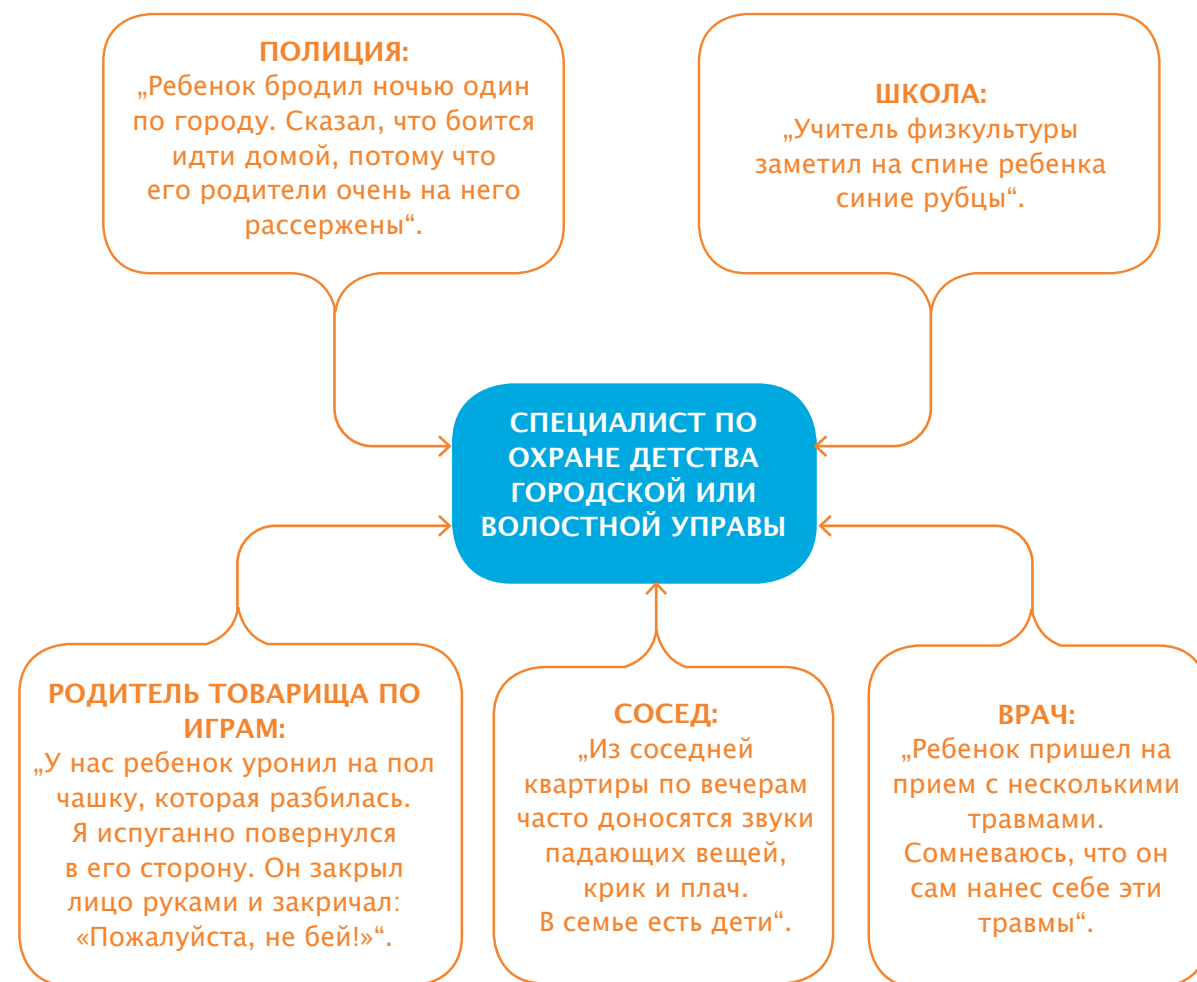 ПОЛИЦИЯ:
„Ребенок бродил ночью один
по городу. Сказал, что боится
идти домой, потому что
его родители очень на него
рассержены“.
ШКОЛА:
„Учитель физкультуры
заметил на спине ребенка
синие рубцы“.
СПЕЦИАЛИСТ ПО
ОХРАНЕ ДЕТСТВА
ГОРОДСКОЙ ИЛИ
ВОЛОСТНОЙ УПРАВЫ
РОДИТЕЛЬ ТОВАРИЩА ПО
ИГРАМ:
„У нас ребенок уронил на пол
чашку, которая разбилась.
Я испуганно повернулся
в его сторону. Он закрыл
лицо руками и закричал:
«Пожалуйста, не бей!»“.
СОСЕД:
„Из соседней
квартиры по вечерам
часто доносятся звуки
падающих вещей,
крик и плач.
В семье есть дети“.
ВРАЧ:
„Ребенок пришел на
прием с несколькими
травмами.
Сомневаюсь, что он
сам нанес себе эти
травмы“.